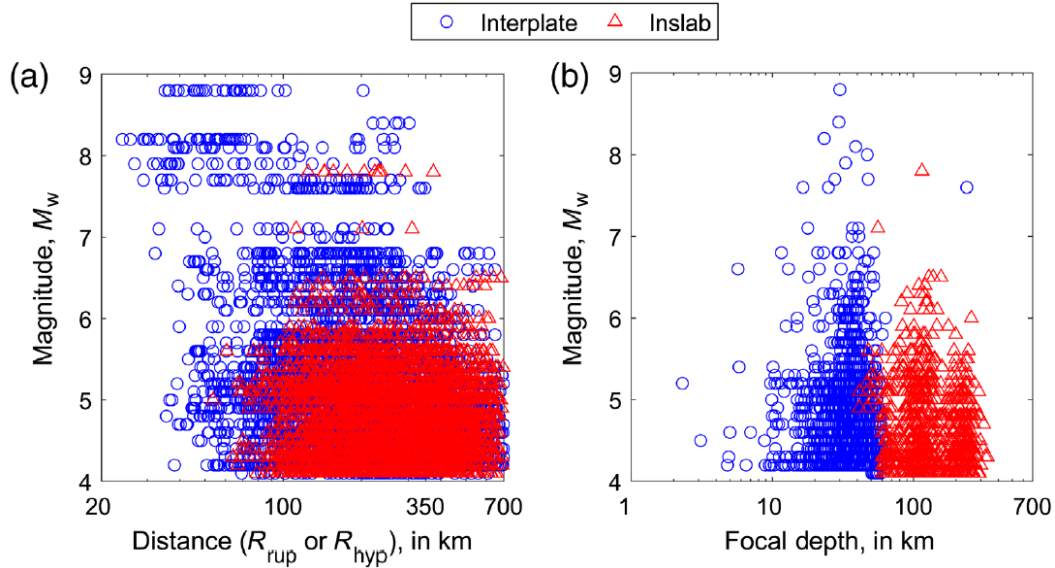 Interplate Inslab
(a) (b)
9 9
8 8
7 7
6 6
5 5
4 4
Magnitude, Mw Magnitude, Mw
20 100 350 700 1 10 100 700
Distance (Rrup or Rhyp), in km Focal depth, in km